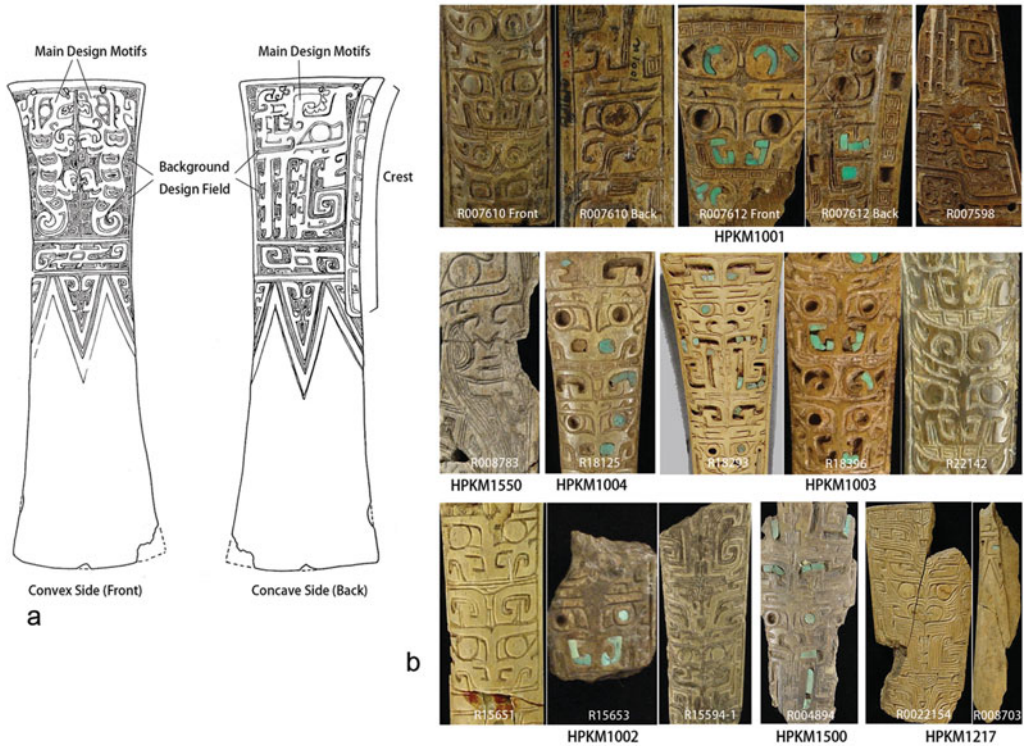 Main Design Motifs
Main Design Motifs
Background
Design Field
Crest
Convex Side (Front)
Concave Side (Back)
a
R007610 Front
R007610 Back
R007612 Front
R007612 Back
R007598
HPKM1001
R008783
R18125
R18293
R18396
R22142
HPKM1550
HPKM1004
HPKM1003
b
R15651
R15653
R15594-1
R004894
R0022154
R008703
HPKM1002
HPKM1500
HPKM1217